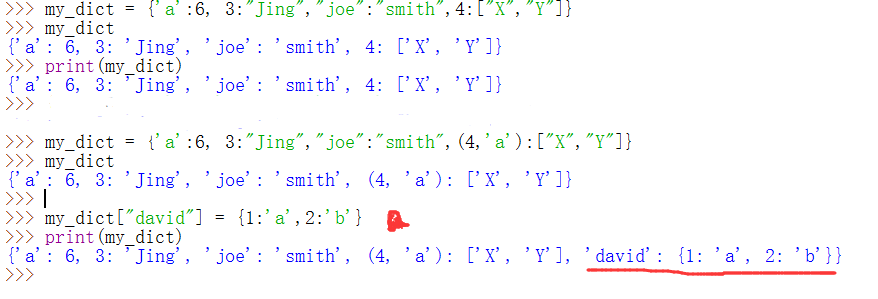 >>> my_dict = {'a':6, 3:"Jing","joe":"smith",4:["X","Y"]}
>>> my_dict
{'a': 6, 3: 'Jing', 'joe': 'smith', 4: ['X', 'Y']}
>>> print(my_dict)
{'a': 6, 3: 'Jing', 'joe': 'smith', 4: ['X', 'Y']}
>>>
>>> my_dict = {'a':6, 3:"Jing","joe":"smith",(4,'a'):["X","Y"]}
>>> my_dict
{'a': 6, 3: 'Jing', 'joe': 'smith', (4, 'a'): ['X', 'Y']}
>>>
>>> my_dict["david"] = {1:'a',2:'b'}
>>> print(my_dict)
{'a': 6, 3: 'Jing', 'joe': 'smith', (4, 'a'): ['X', 'Y'], 'david': {1: 'a', 2: 'b'}}
>>>